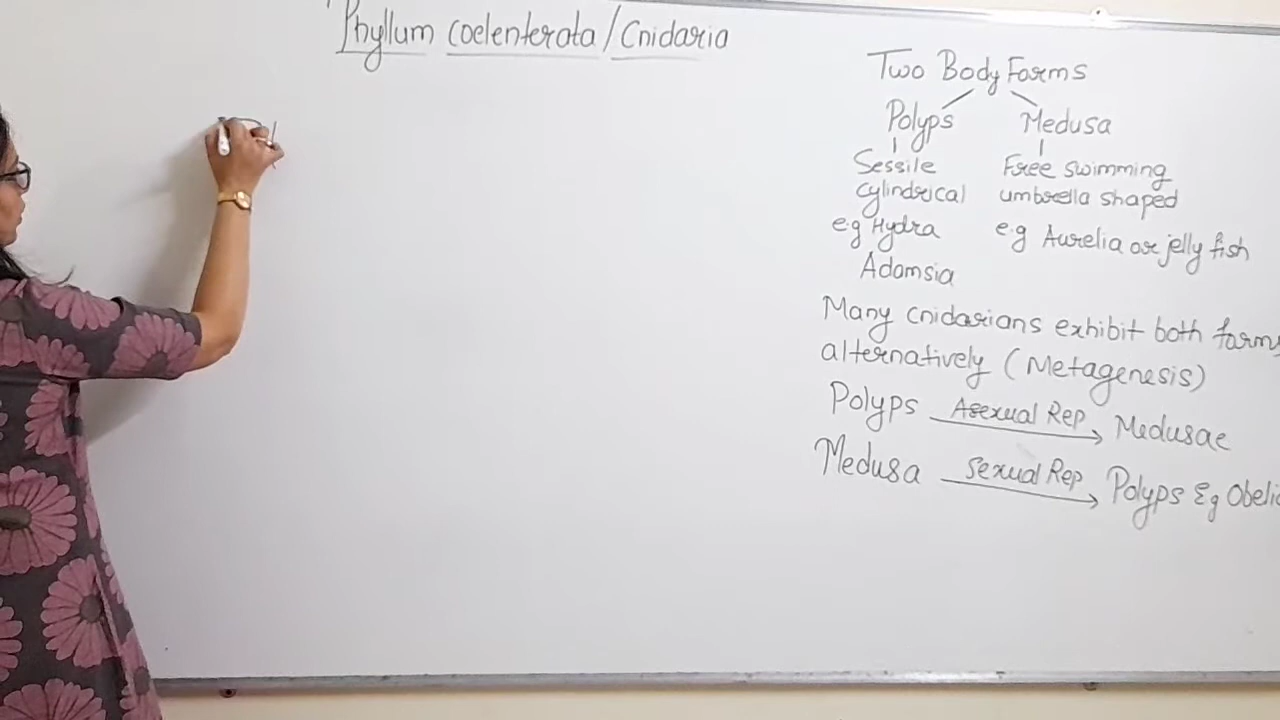 Phyllum Coelenterata/Cnidaria
Two Body Forms
Polyps Medusa
Sessile Free swimming
Cylindrical umbrella shaped
e.g Hydra e.g Aurelia or jelly fish
Adamsia
Many cnidarians exhibit both forms
alternatively (Metagenesis)
Polyps Asexual Rep Medusae
Medusa Sexual Rep Polyps Eg Obelia